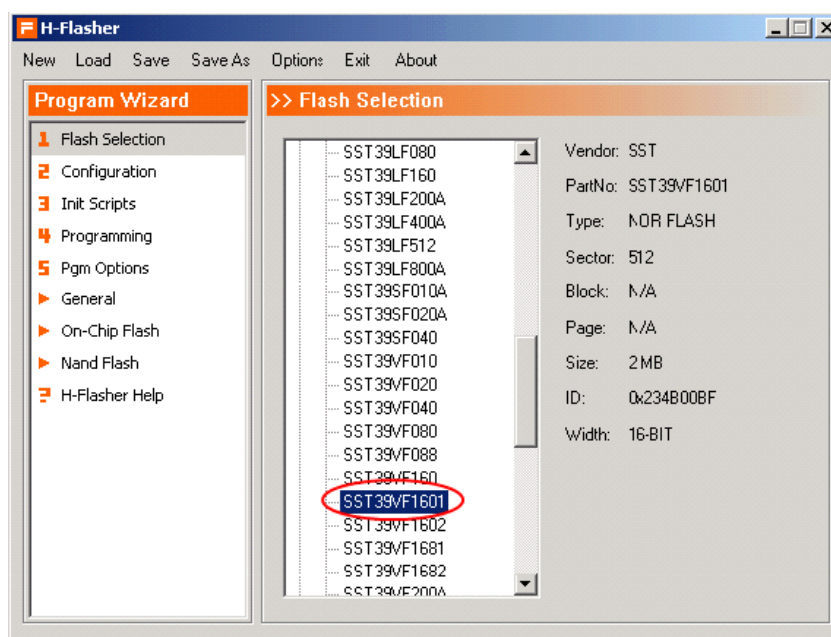 H-Flasher
New Load Save Save As Options Exit About
Program Wizard
1 Flash Selection
2 Configuration
3 Init Scripts
4 Programming
5 Pgm Options
General
On-Chip Flash
Nand Flash
? H-Flasher Help
>> Flash Selection
SST39LF080
SST39LF160
SST39LF200A
SST39LF400A
SST39LF512
SST39LF800A
SST39SF010A
SST39SF020A
SST39SF040
SST39VF010
SST39VF020
SST39VF040
SST39VF080
SST39VF088
SST39VF160
SST39VF1601
SST39VF1602
SST39VF1681
SST39VF1682
SST39VF200A
Vendor: SST
PartNo: SST39VF1601
Type: NOR FLASH
Sector: 512
Block: N/A
Page: N/A
Size: 2 MB
ID: 0x234B00BF
Width: 16-BIT